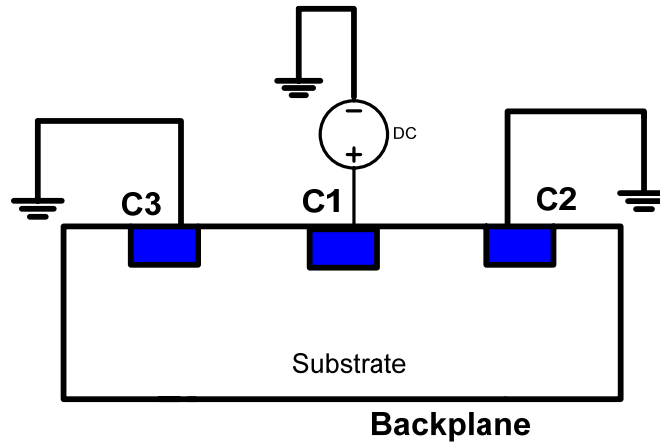 −
DC
+
C3
C1
C2
Substrate
Backplane